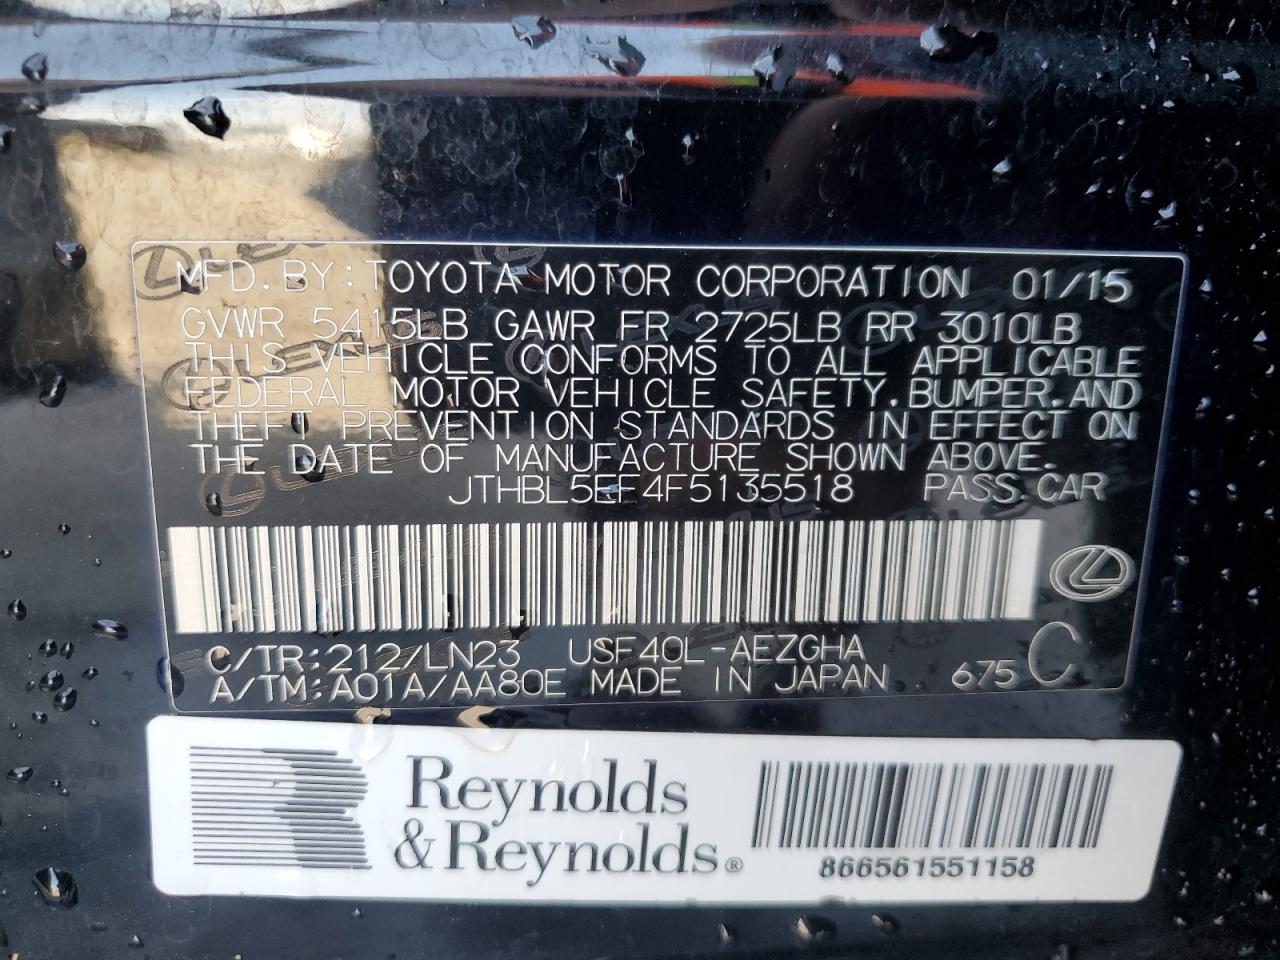 MFD. BY: TOYOTA MOTOR CORPORATION 01/15
GVWR 5415LB GAWR FR 2725LB RR 3010LB
THIS VEHICLE CONFORMS TO ALL APPLICABLE
FEDERAL MOTOR VEHICLE SAFETY, BUMPER, AND
THEFT PREVENTION STANDARDS IN EFFECT ON
THE DATE OF MANUFACTURE SHOWN ABOVE.
JTHBL5EF4F5135518 PASS. CAR
C/TR: 212/LN23 USF40L-AEZGHA
A/TM: A01A/AA80E MADE IN JAPAN 675 C
Reynolds
& Reynolds®
866561551158